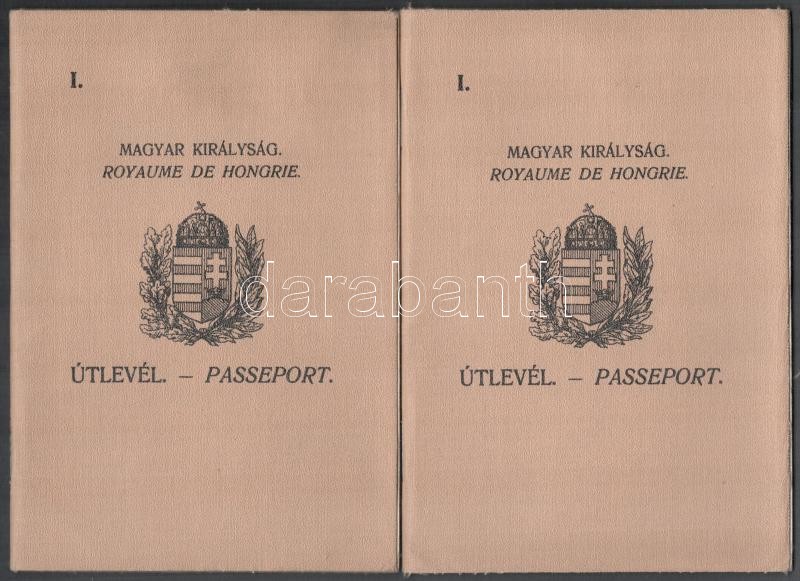 I.
MAGYAR KIRÁLYSÁG.
ROYAUME DE HONGRIE.
ÚTLEVÉL. — PASSEPORT.
I.
MAGYAR KIRÁLYSÁG.
ROYAUME DE HONGRIE.
ÚTLEVÉL. — PASSEPORT.
darabanth